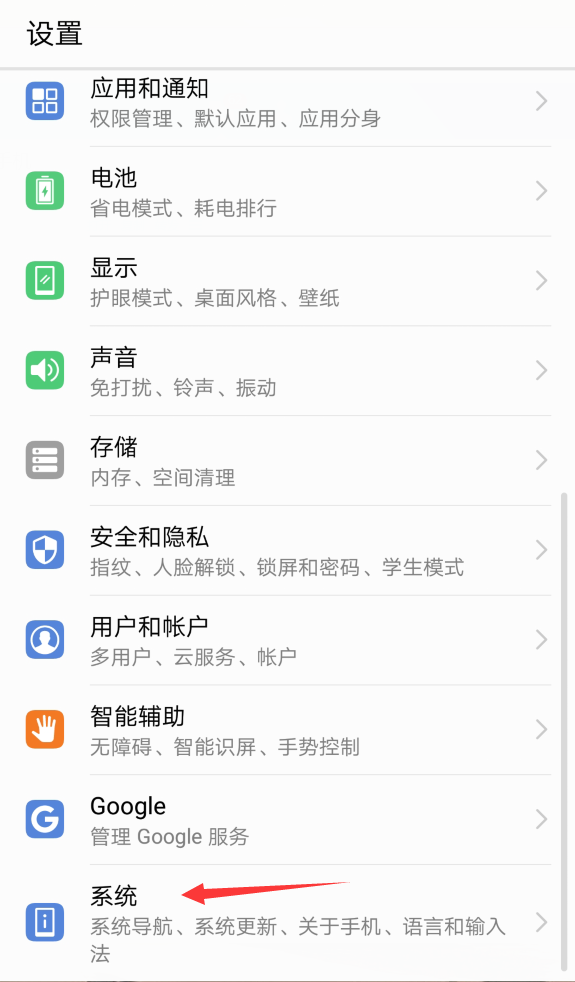 设置
应用和通知
权限管理、默认应用、应用分身
电池
省电模式、耗电排行
显示
护眼模式、桌面风格、壁纸
声音
免打扰、铃声、振动
存储
内存、空间清理
安全和隐私
指纹、人脸解锁、锁屏和密码、学生模式
用户和帐户
多用户、云服务、帐户
智能辅助
无障碍、智能识屏、手势控制
Google
管理 Google 服务
系统
系统导航、系统更新、关于手机、语言和输入
法